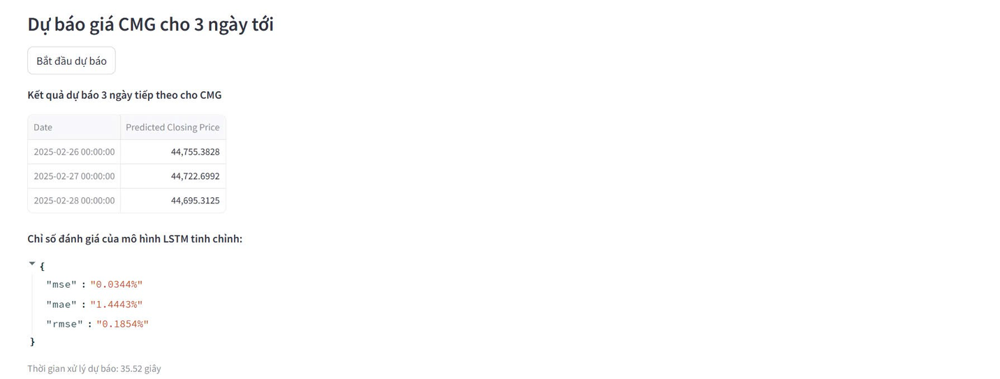 Dự báo giá CMG cho 3 ngày tới
Bắt đầu dự báo
Kết quả dự báo 3 ngày tiếp theo cho CMG
Date Predicted Closing Price
2025-02-26 00:00:00 44,755.3828
2025-02-27 00:00:00 44,722.6992
2025-02-28 00:00:00 44,695.3125
Chỉ số đánh giá của mô hình LSTM tinh chỉnh:
{
"mse" : "0.0344%"
"mae" : "1.4443%"
"rmse" : "0.1854%"
}
Thời gian xử lý dự báo: 35.52 giây